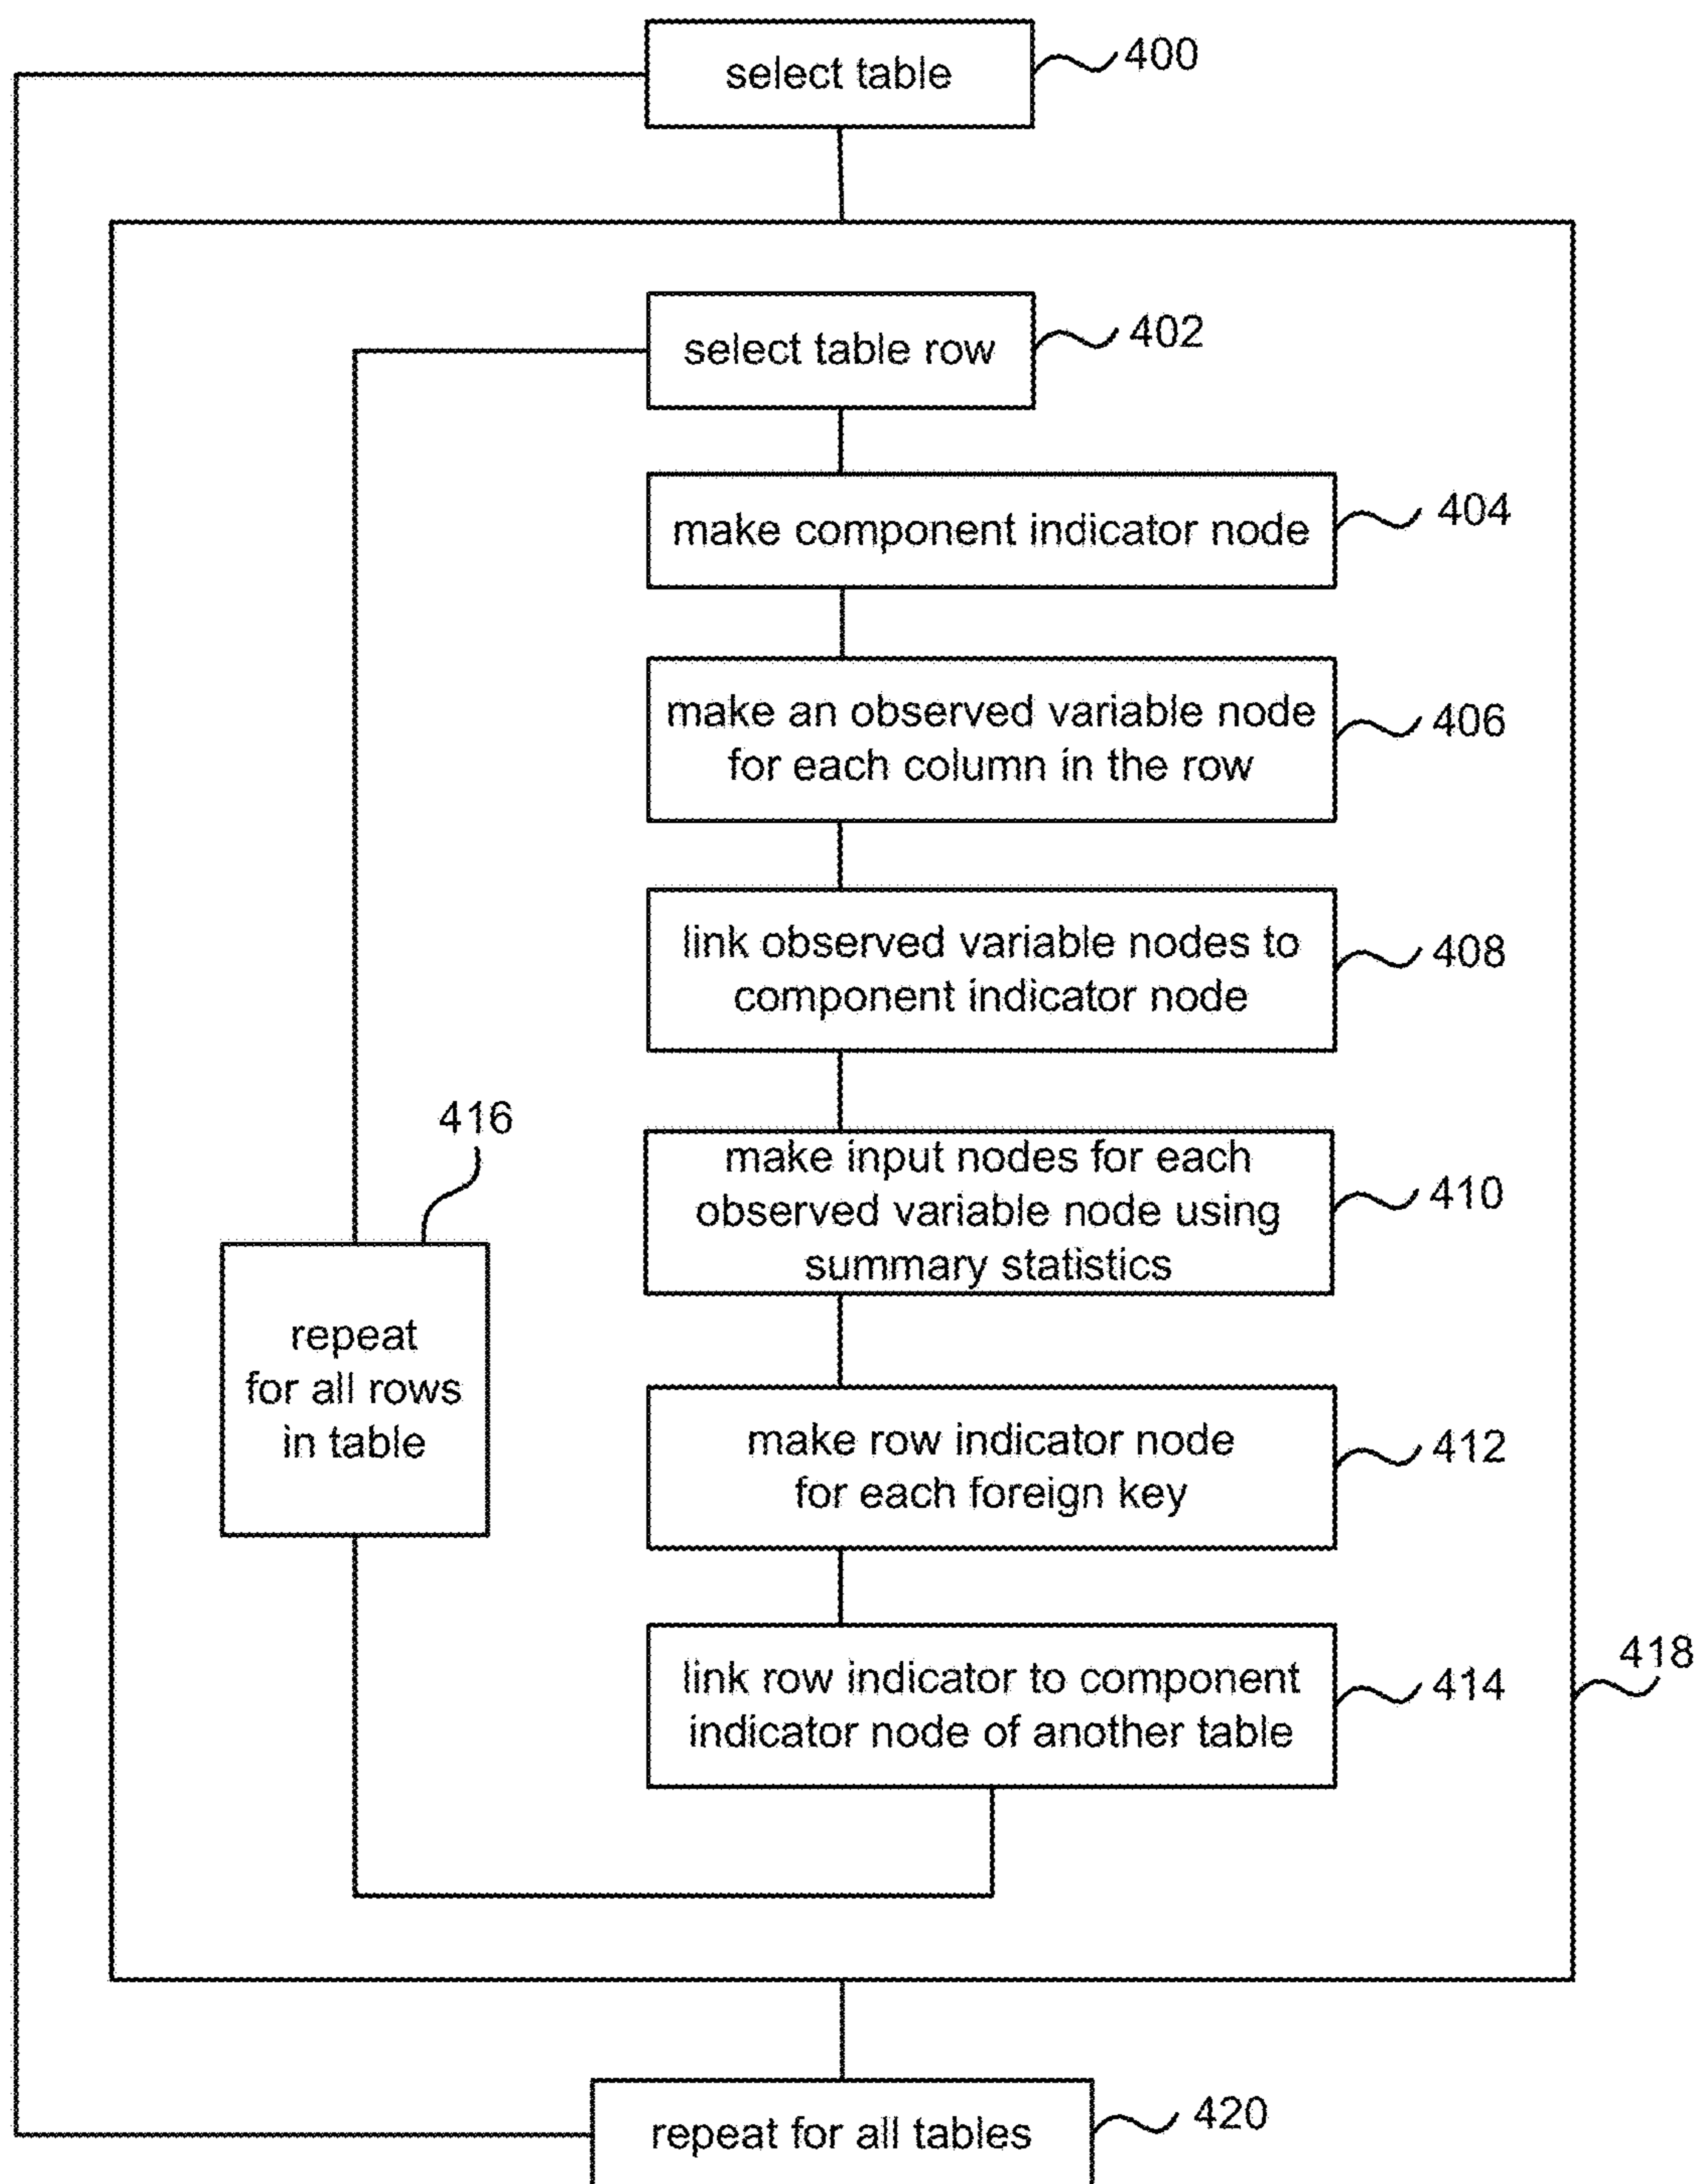 select table
400
select table row
402
make component indicator node
404
make an observed variable node
for each column in the row
406
link observed variable nodes to
component indicator node
408
make input nodes for each
observed variable node using
summary statistics
410
416
repeat
for all rows
in table
make row indicator node
for each foreign key
412
link row indicator to component
indicator node of another table
414
418
repeat for all tables
420